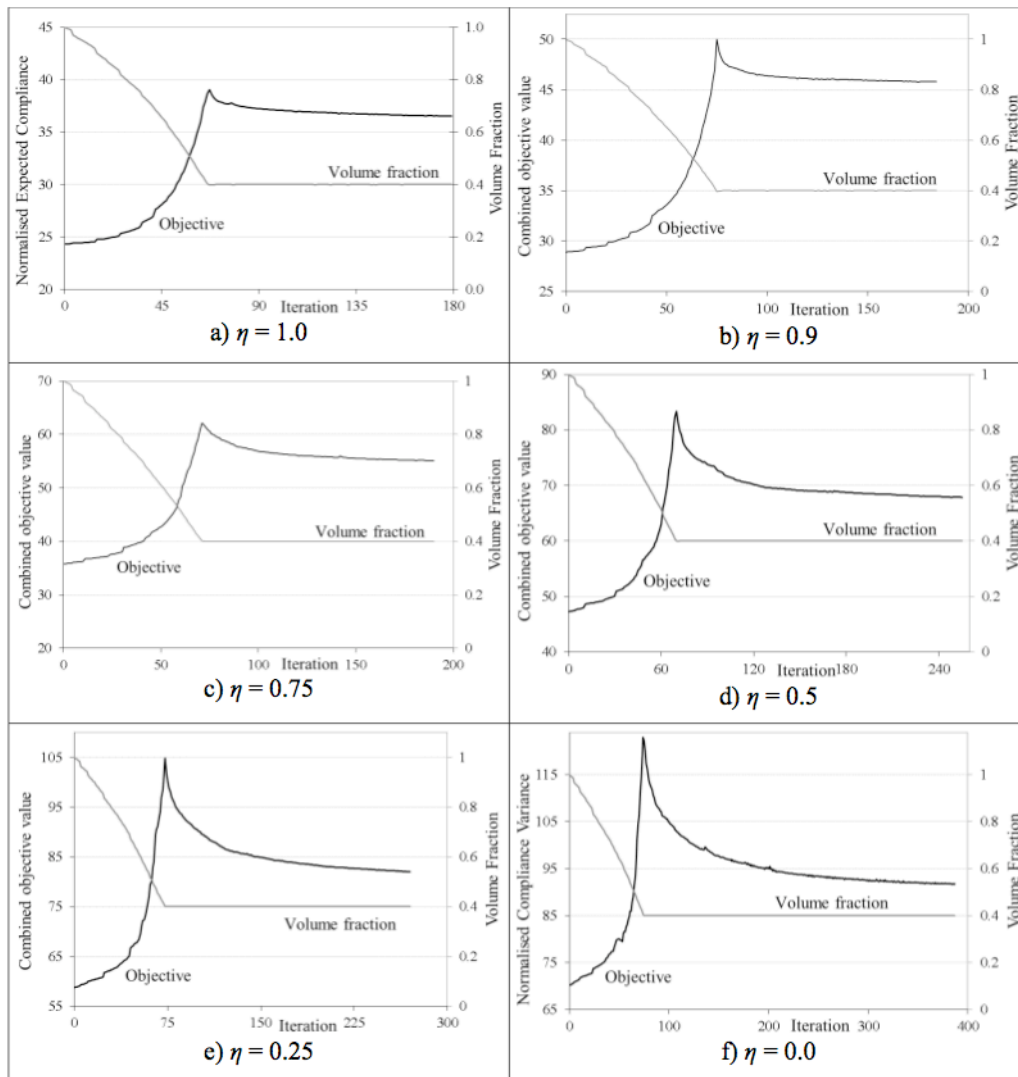 45
40
35
30
25
20
Normalised Expected Compliance
1.0
0.8
0.6
0.4
0.2
0.0
Volume Fraction
Volume fraction
Objective
0
45
90
135
180
Iteration
a) η = 1.0
50
45
40
35
30
25
Combined objective value
1
0.8
0.6
0.4
0.2
0
Volume Fraction
Volume fraction
Objective
0
50
100
150
200
Iteration
b) η = 0.9
70
60
50
40
30
20
Combined objective value
1
0.8
0.6
0.4
0.2
0
Volume Fraction
Volume fraction
Objective
0
50
100
150
200
Iteration
c) η = 0.75
90
80
70
60
50
40
Combined objective value
1
0.8
0.6
0.4
0.2
0
Volume Fraction
Volume fraction
Objective
0
60
120
180
240
Iteration
d) η = 0.5
105
95
85
75
65
55
Combined objective value
1
0.8
0.6
0.4
0.2
0
Volume Fraction
Volume fraction
Objective
0
75
150
225
300
Iteration
e) η = 0.25
115
105
95
85
75
65
Normalised Compliance Variance
1
0.8
0.6
0.4
0.2
0
Volume Fraction
Volume fraction
Objective
0
100
200
300
400
Iteration
f) η = 0.0